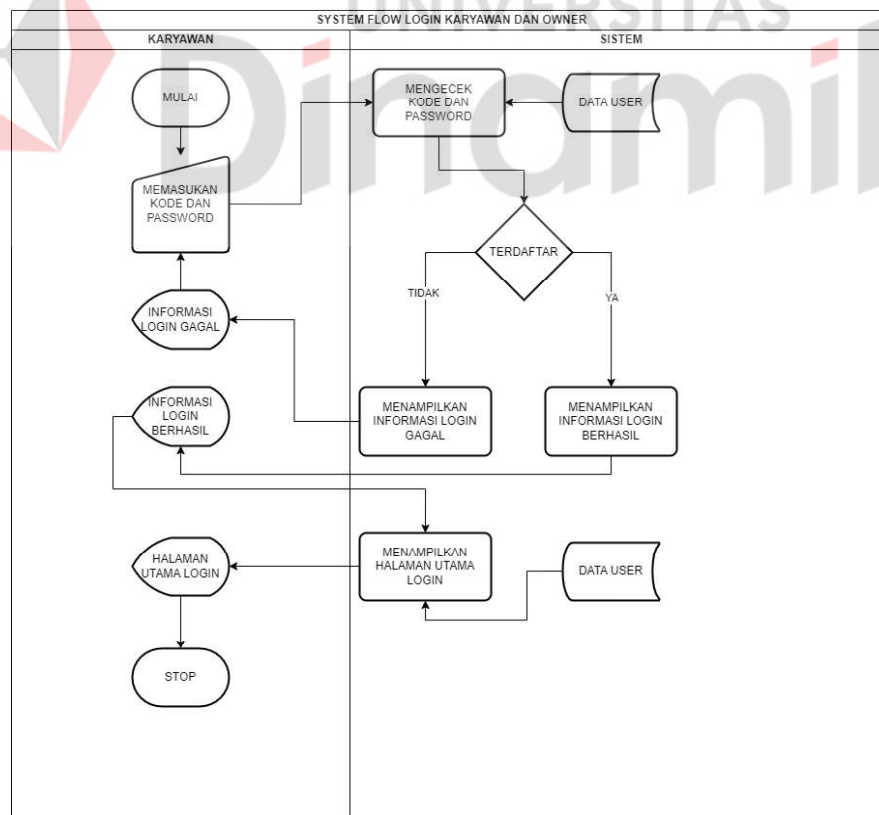 UNIVERSITAS
Dinamik
SYSTEM FLOW LOGIN KARYAWAN DAN OWNER
KARYAWAN
SISTEM
MULAI
MENGECEK
KODE DAN
PASSWORD
DATA USER
MEMASUKAN
KODE DAN
PASSWORD
TERDAFTAR
TIDAK
YA
INFORMASI
LOGIN GAGAL
INFORMASI
LOGIN
BERHASIL
MENAMPILKAN
INFORMASI LOGIN
GAGAL
MENAMPILKAN
INFORMASI LOGIN
BERHASIL
HALAMAN
UTAMA LOGIN
MENAMPILKAN
HALAMAN UTAMA
LOGIN
DATA USER
STOP